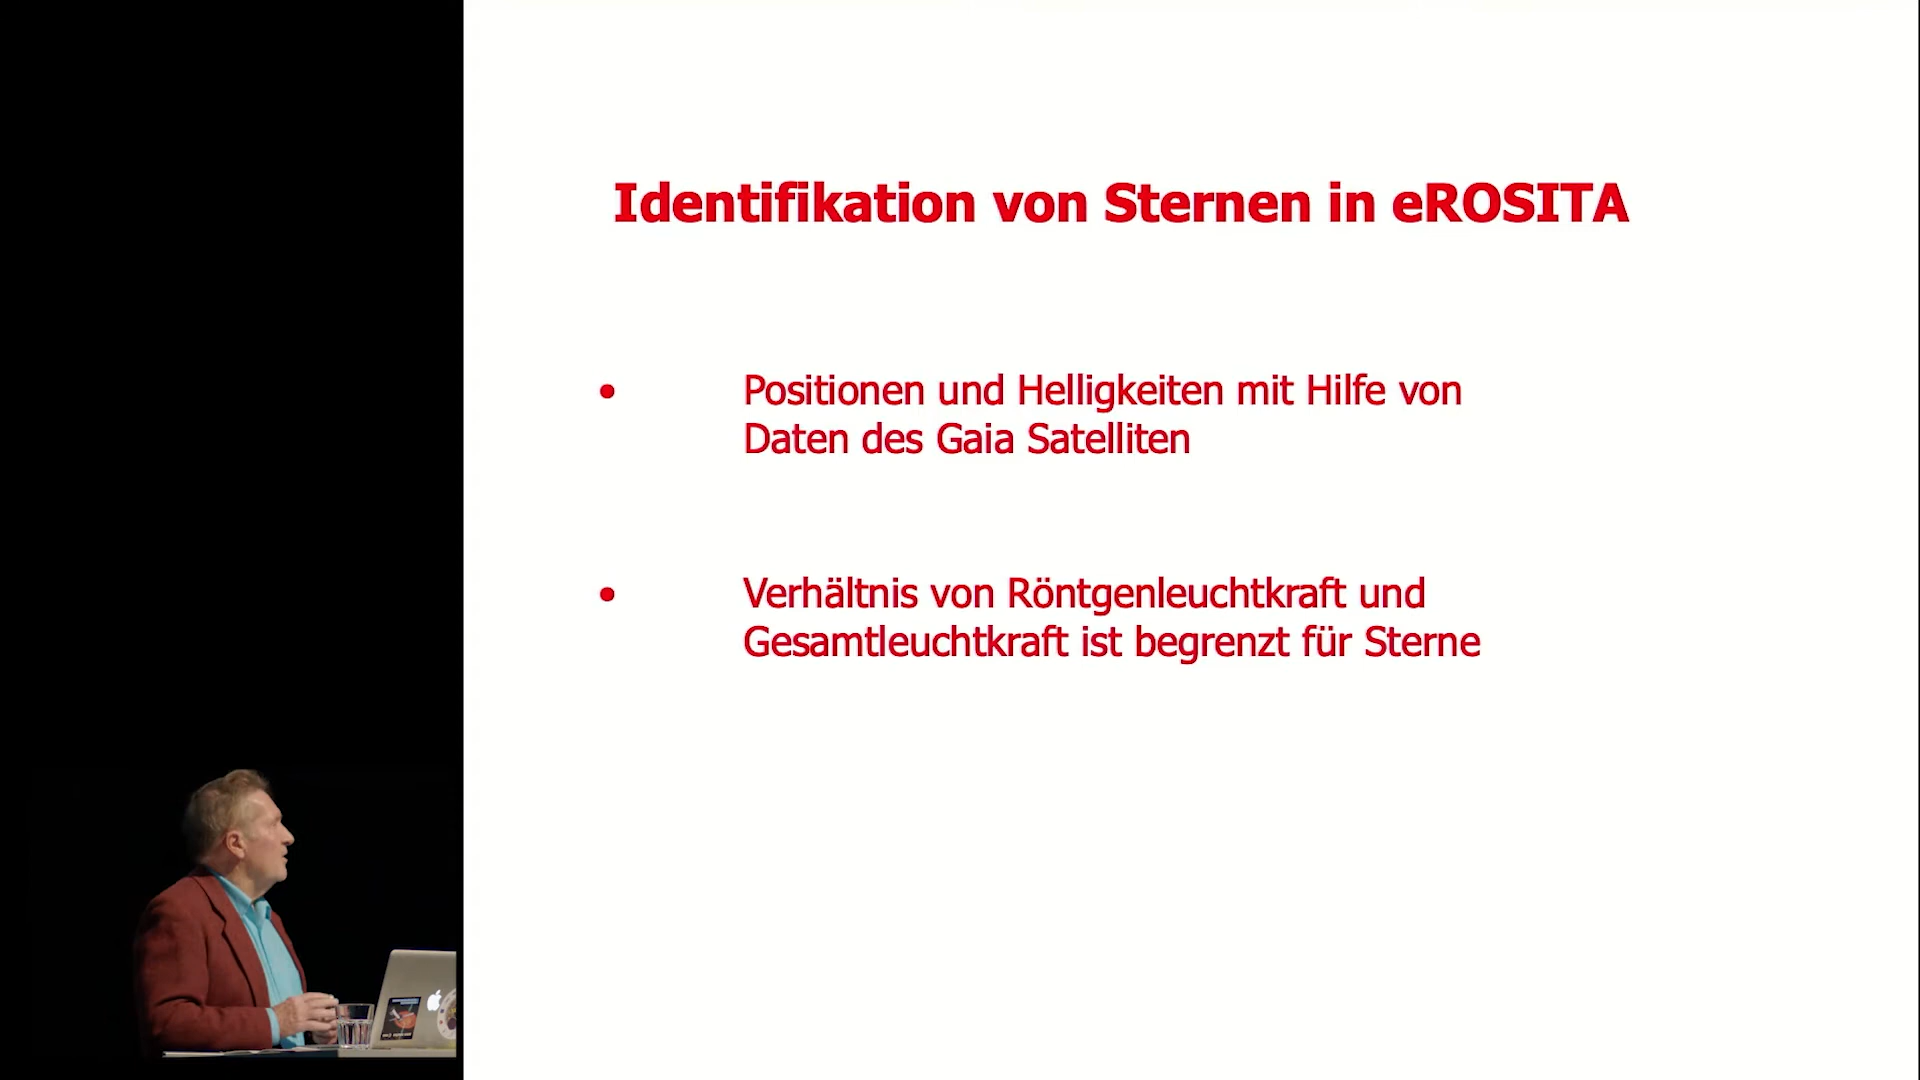 Identifikation von Sternen in eROSITA
• Positionen und Helligkeiten mit Hilfe von
Daten des Gaia Satelliten
• Verhältnis von Röntgenleuchtkraft und
Gesamtleuchtkraft ist begrenzt für Sterne